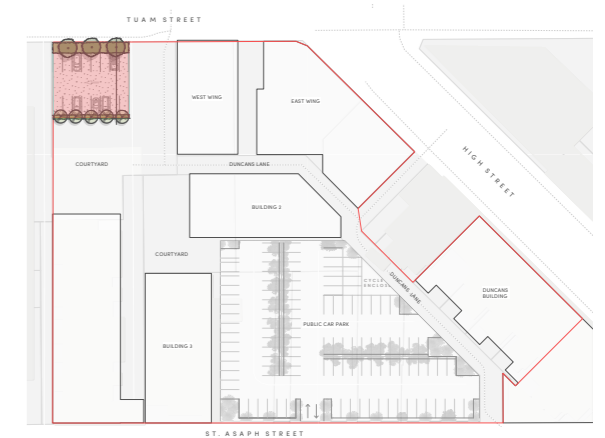 TUAM STREET
WEST WING
EAST WING
HIGH STREET
COURTYARD
DUNCANS LANE
BUILDING 2
COURTYARD
CYCLE
DUNCANS LANE
DUNCANS
BUILDING
PUBLIC CAR PARK
BUILDING 3
ST. ASAPH STREET